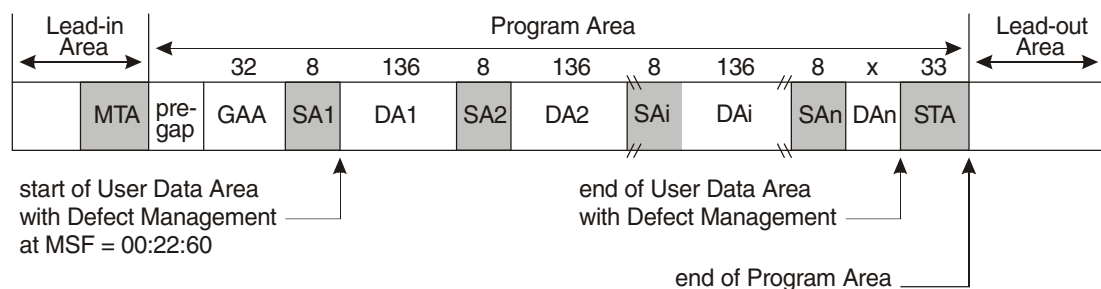 Lead-in
Area
Program Area
Lead-out
Area
32 8 136 8 136 8 136 8 x 33
MTA pre-
gap GAA SA1 DA1 SA2 DA2 SAi DAi SAn DAn STA
start of User Data Area
with Defect Management
at MSF = 00:22:60
end of User Data Area
with Defect Management
end of Program Area